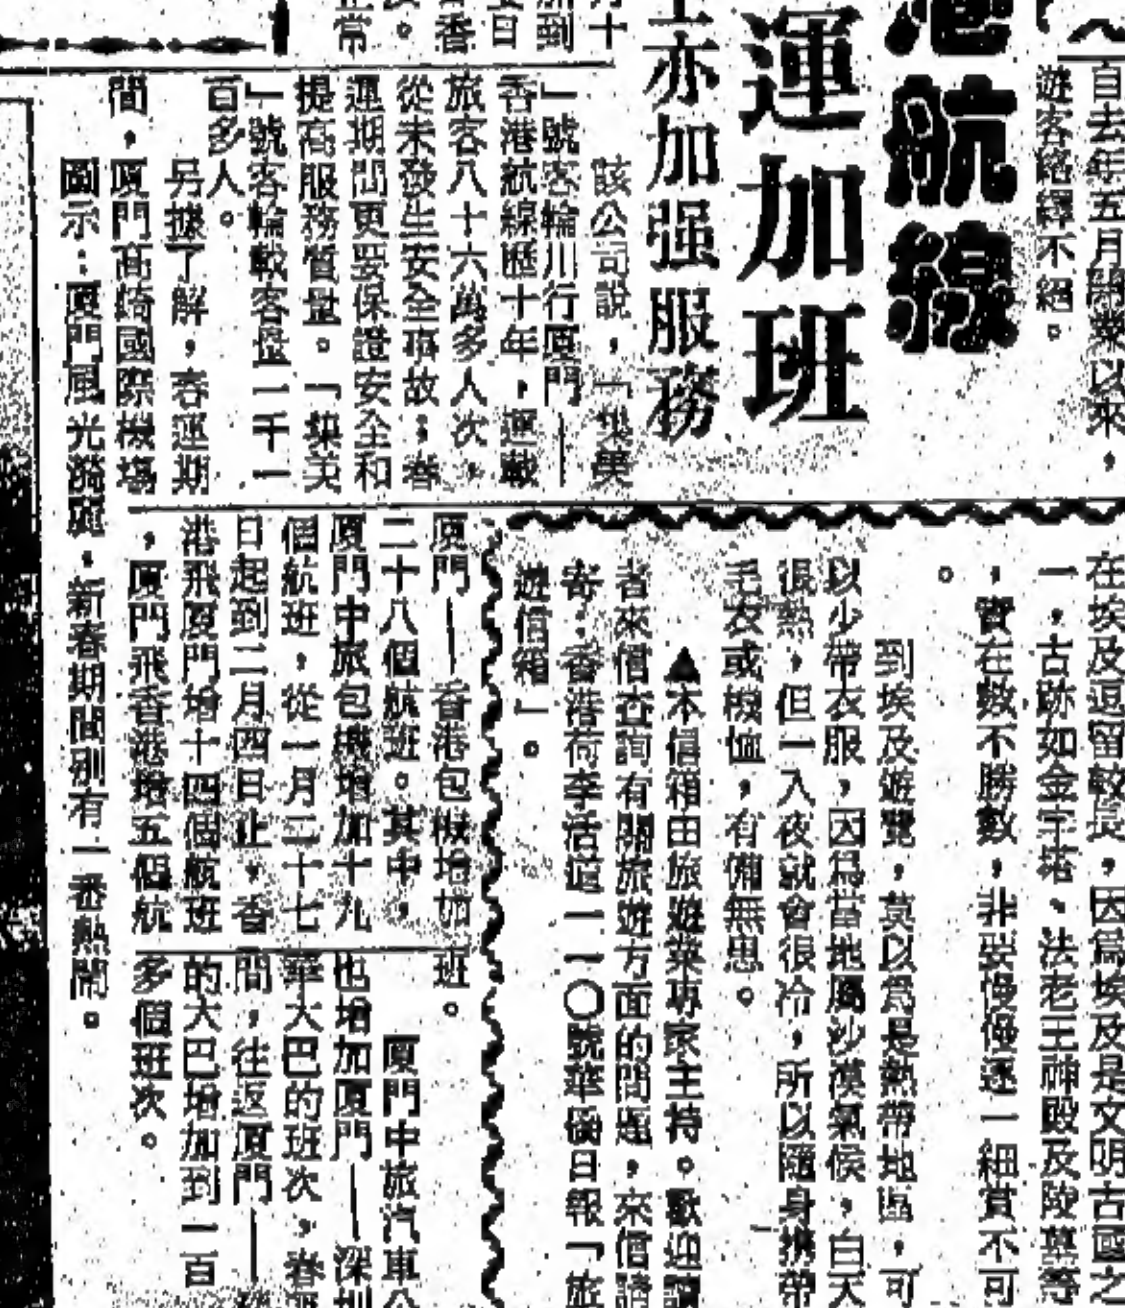 港航線
運加班
亦加强服務
自去年五月開業以來，
遊客絡繹不絕。
該公司說，「集美
」號客輪川行厦門——
香港航線歷十年，運載
旅客八十六萬多人次，
從未發生安全事故；春
運期間更要保證安全和
提高服務質量。「集美
」號客輪載客量一千一
百多人。
另據了解，春運期
間，厦門高崎國際機場
厦門——香港包機增加
二十八個航班。其中，
厦門中旅包機增加十九
個航班，從一月二十七
日起到二月四日止，香
港飛厦門增十四個航班
，厦門飛香港增五個航
班。
厦門中旅汽車公
也增加厦門——深圳
華大巴的班次，春運
間，往返厦門——
的大巴增加到一百
多個班次。
圖示：厦門風光漪麗，新春期間別有一番熱鬧。
在埃及逗留較長，因爲埃及是文明古國之
一，古跡如金字塔、法老王神殿及陵墓等
，實在數不勝數，非要慢慢逐一細賞不可
。
到埃及遊覽，莫以爲是熱帶地區，可
以少帶衣服，因爲當地屬沙漠氣候，白天
很熱，但一入夜就會很冷，所以隨身携帶
毛衣或機恤，有備無患。
▲本信箱由旅遊業專家主持。歡迎讀
者來信查詢有關旅遊方面的問題，來信請
寄：香港荷李活道一一〇號華僑日報「旅
遊信箱」。